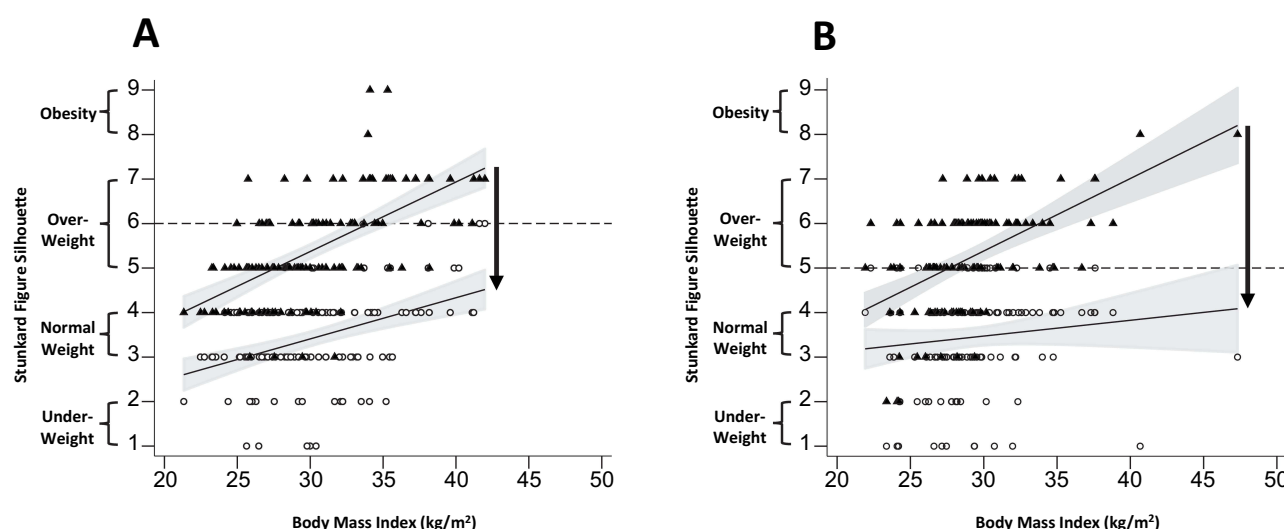 A
Stunkard Figure Silhouette
Obesity
Over-
Weight
Normal
Weight
Under-
Weight
9
8
7
6
5
4
3
2
1
20 25 30 35 40 45 50
Body Mass Index (kg/m²)
B
Stunkard Figure Silhouette
Obesity
Over-
Weight
Normal
Weight
Under-
Weight
9
8
7
6
5
4
3
2
1
20 25 30 35 40 45 50
Body Mass Index (kg/m²)